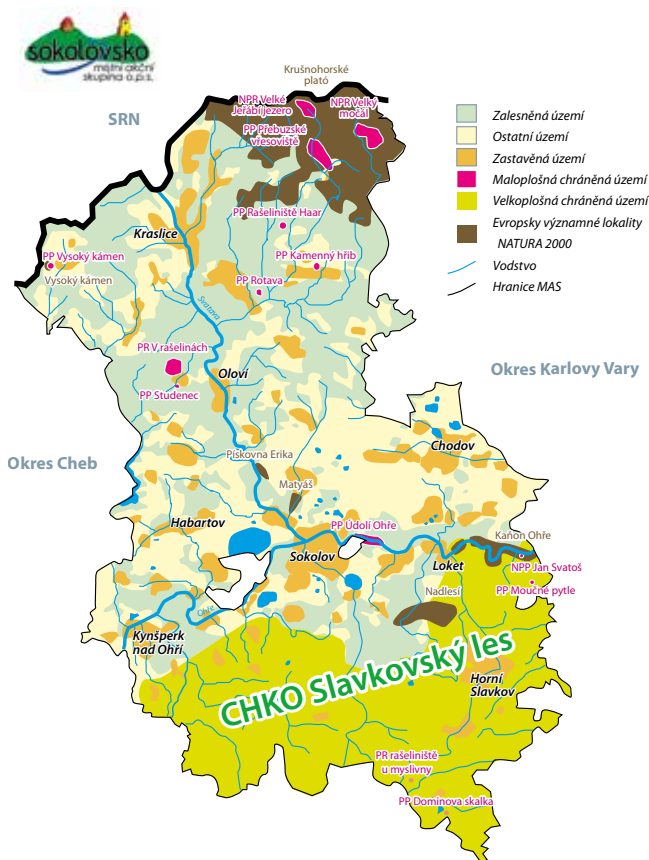 sokolovsko
místní akční
skupina o.p.s.
Krušnohorské
plató
SRN
NPR Velké
Jeřábí jezero
NPR Velký
močál
PP Přebuzské
vřesoviště
Zalesněná území
Ostatní území
Zastavěná území
Maloplošná chráněná území
Velkoplošná chráněná území
Evropsky významné lokality
NATURA 2000
Vodstvo
Hranice MAS
PP Rašeliniště Haar
Kraslice
PP Vysoký kámen
Vysoký kámen
PP Kamenný hřib
PP Rotava
Svatava
PR V rašelinách
Oloví
PP Studenec
Okres Karlovy Vary
Chodov
Okres Cheb
Pískovna Erika
Matyáš
Habartov
PP Údolí Ohře
Sokolov
Kaňon Ohře
Loket
NPP Jan Svatoš
PP Moučné pytle
Nadlesí
Ohře
Kynšperk
nad Ohří
CHKO Slavkovský les
Horní
Slavkov
PR rašeliniště
u myslivny
PP Dominova skalka